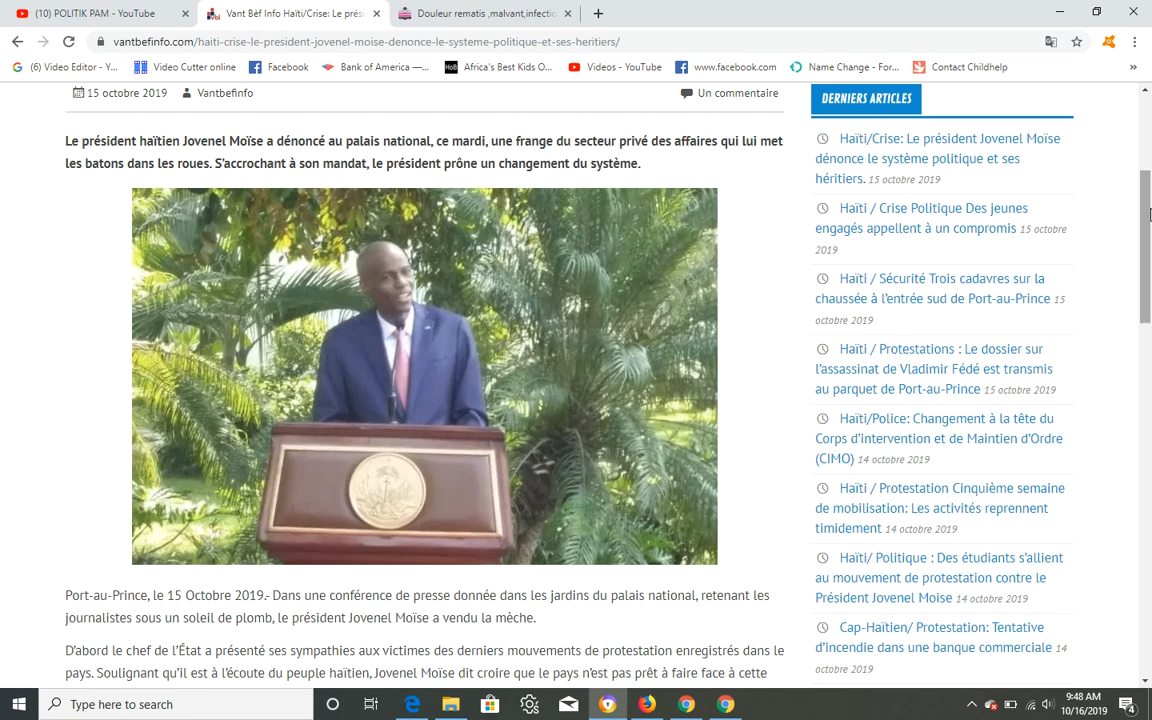 (10) POLITIK PAM - YouTube
Vant Bèf Info Haïti/Crise: Le prési
Douleur rematis ,malvant,infectio
vantbefinfo.com/haiti-crise-le-president-jovenel-moise-denonce-le-systeme-politique-et-ses-heritiers/
(6) Video Editor - Y...
Video Cutter online
Facebook
Bank of America —...
Africa's Best Kids O...
Videos - YouTube
www.facebook.com
Name Change - For...
Contact Childhelp
»
15 octobre 2019
Vantbefinfo
Un commentaire
Le président haïtien Jovenel Moïse a dénoncé au palais national, ce mardi, une frange du secteur privé des affaires qui lui met
les batons dans les roues. S'accrochant à son mandat, le président prône un changement du système.
Port-au-Prince, le 15 Octobre 2019.- Dans une conférence de presse donnée dans les jardins du palais national, retenant les
journalistes sous un soleil de plomb, le président Jovenel Moïse a vendu la mèche.
D'abord le chef de l'État a présenté ses sympathies aux victimes des derniers mouvements de protestation enregistrés dans le
pays. Soulignant qu'il est à l'écoute du peuple haïtien, Jovenel Moïse dit croire que le pays n'est pas prêt à faire face à cette
DERNIERS ARTICLES
Haïti/Crise: Le président Jovenel Moïse
dénonce le système politique et ses
héritiers. 15 octobre 2019
Haïti / Crise Politique Des jeunes
engagés appellent à un compromis 15 octobre
2019
Haïti / Sécurité Trois cadavres sur la
chaussée à l'entrée sud de Port-au-Prince 15
octobre 2019
Haïti / Protestations : Le dossier sur
l'assassinat de Vladimir Fédé est transmis
au parquet de Port-au-Prince 15 octobre 2019
Haïti/Police: Changement à la tête du
Corps d'intervention et de Maintien d'Ordre
(CIMO) 14 octobre 2019
Haïti / Protestation Cinquième semaine
de mobilisation: Les activités reprennent
timidement 14 octobre 2019
Haïti/ Politique : Des étudiants s'allient
au mouvement de protestation contre le
Président Jovenel Moise 14 octobre 2019
Cap-Haïtien/ Protestation: Tentative
d'incendie dans une banque commerciale 14
octobre 2019
Type here to search
9:48 AM
10/16/2019
4